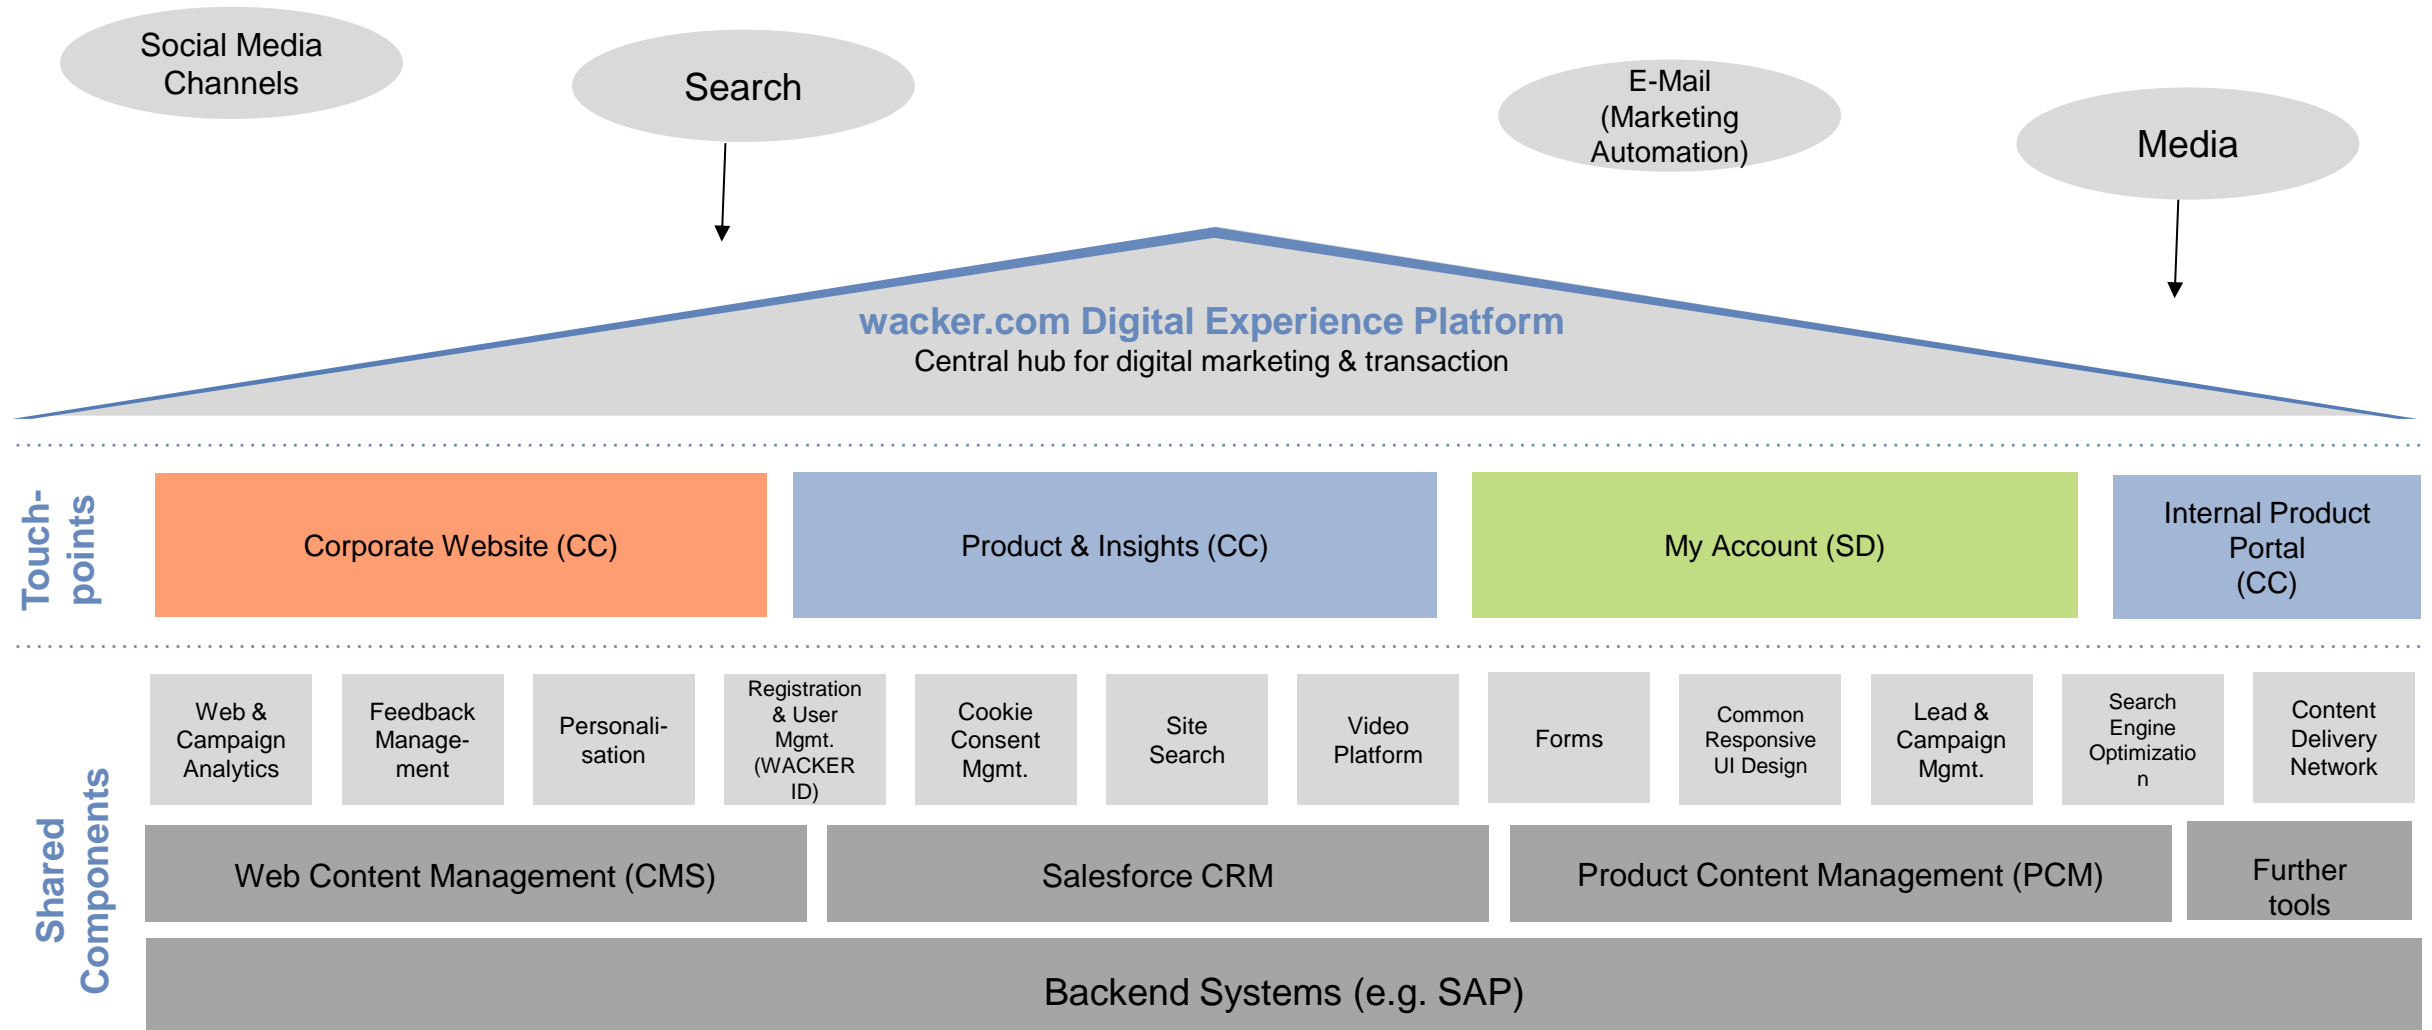 Social Media
Channels
Search
E-Mail
(Marketing
Automation)
Media
wacker.com Digital Experience Platform
Central hub for digital marketing & transaction
Touch-
points
Corporate Website (CC)
Product & Insights (CC)
My Account (SD)
Internal Product
Portal
(CC)
Shared
Components
Web &
Campaign
Analytics
Feedback
Manage-
ment
Personali-
sation
Registration
& User
Mgmt.
(WACKER
ID)
Cookie
Consent
Mgmt.
Site
Search
Video
Platform
Forms
Common
Responsive
UI Design
Lead &
Campaign
Mgmt.
Search
Engine
Optimizatio
n
Content
Delivery
Network
Web Content Management (CMS)
Salesforce CRM
Product Content Management (PCM)
Further
tools
Backend Systems (e.g. SAP)